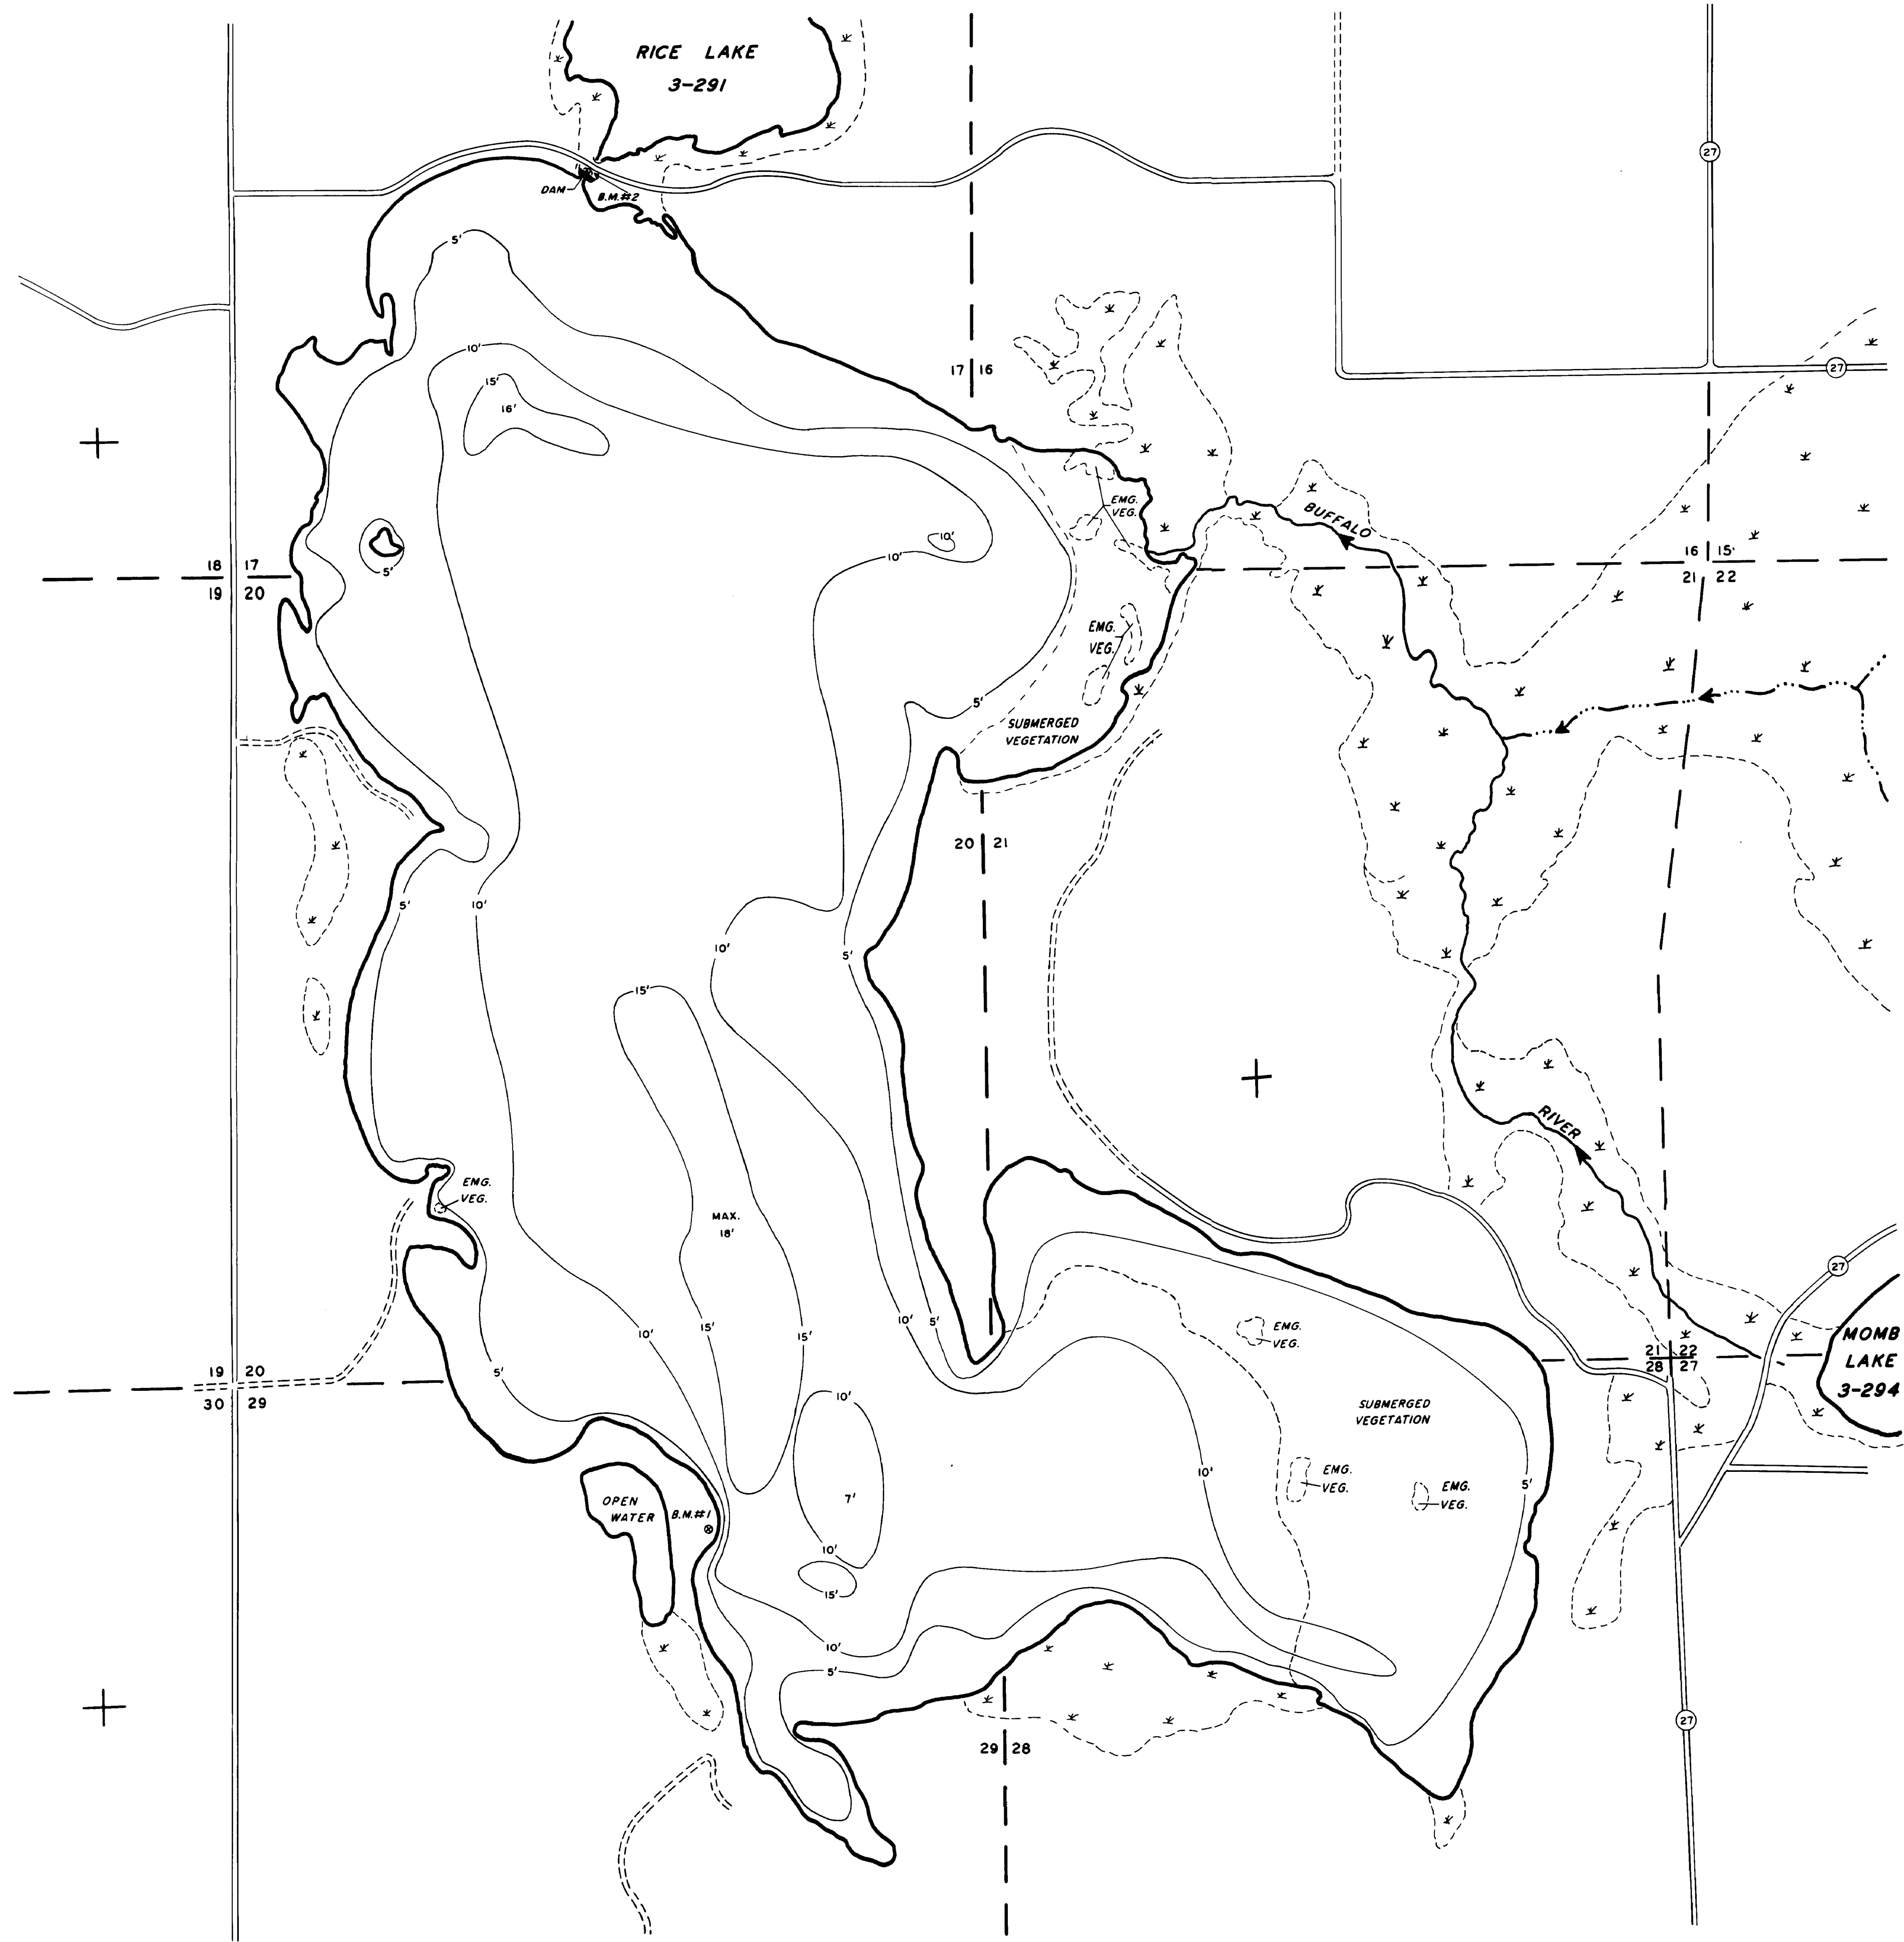 RICE LAKE
3-291
27
DAM
B.M.#2
5'
10'
17 16
15'
16'
27
EMG.
VEG.
BUFFALO
10'
10'
16 15
21 22
18 17
19 20
5'
EMG.
VEG.
5'
SUBMERGED
VEGETATION
20 21
5'
10'
10'
5'
15'
RIVER
EMG.
VEG.
MAX.
18'
27
10'
15'
15'
10'
5'
EMG.
VEG.
MOMB
LAKE
3-294
21 22
28 27
19 20
30 29
5'
10'
SUBMERGED
VEGETATION
10'
EMG.
VEG.
5'
EMG.
VEG.
OPEN
WATER
B.M.#1
7'
10'
15'
10'
5'
27
29 28